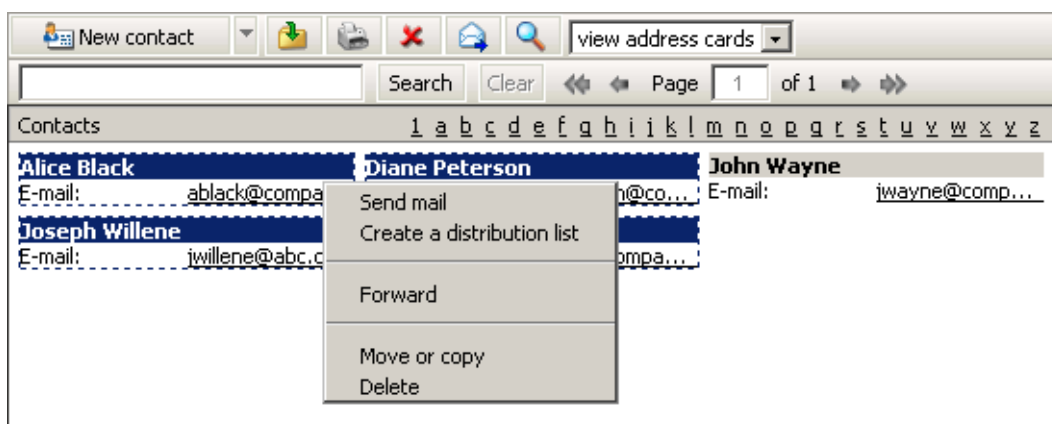 New contact view address cards
Search Clear Page 1 of 1
Contacts 1 a b c d e f g h i j k l m n o p q r s t u v w x y z
Alice Black Diane Peterson John Wayne
E-mail: ablack@compa n@co... E-mail: jwayne@comp...
Joseph Willene
E-mail: jwillene@abc.c ompa...
Send mail
Create a distribution list
Forward
Move or copy
Delete